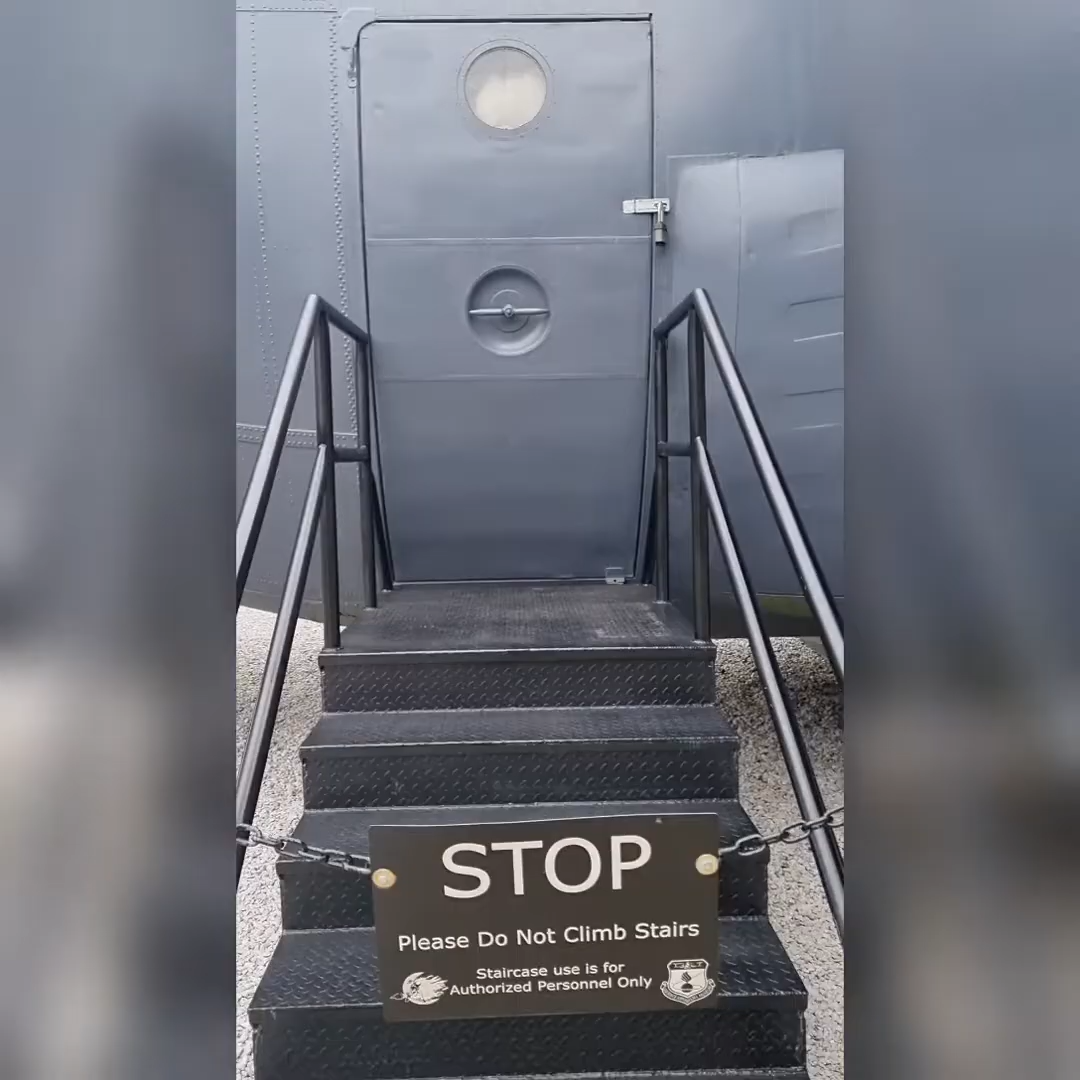 STOP
Please Do Not Climb Stairs
Staircase use is for
Authorized Personnel Only